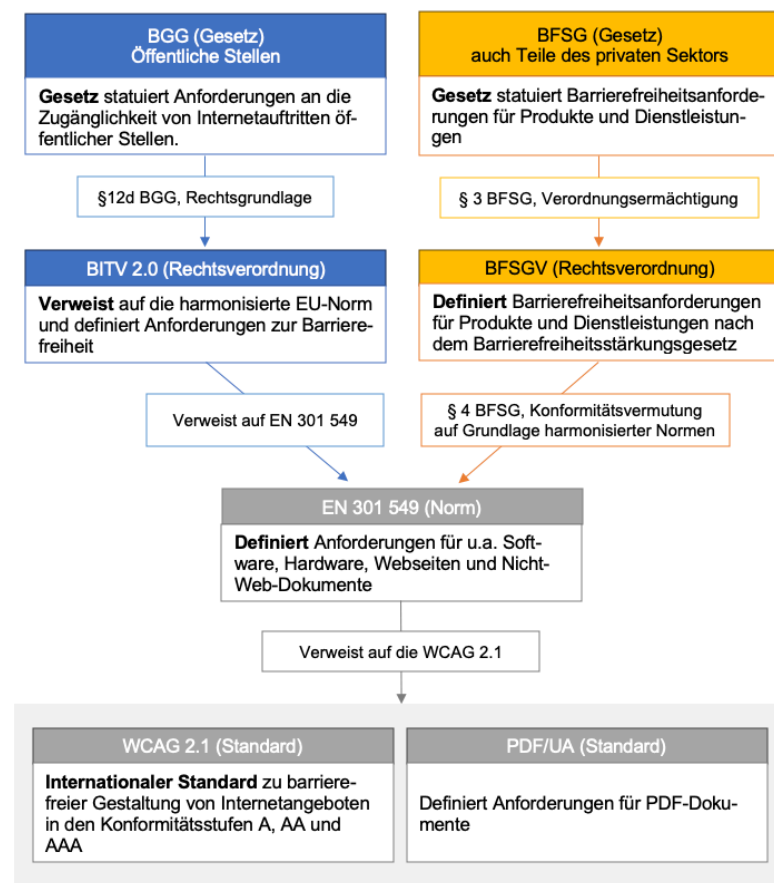 BGG (Gesetz)
Öffentliche Stellen
Gesetz statuiert Anforderungen an die
Zugänglichkeit von Internetauftritten öf-
fentlicher Stellen.
§12d BGG, Rechtsgrundlage
BITV 2.0 (Rechtsverordnung)
Verweist auf die harmonisierte EU-Norm
und definiert Anforderungen zur Barriere-
freiheit
Verweist auf EN 301 549
BFSG (Gesetz)
auch Teile des privaten Sektors
Gesetz statuiert Barrierefreiheitsanforde-
rungen für Produkte und Dienstleistun-
gen
§ 3 BFSG, Verordnungsermächtigung
BFSGV (Rechtsverordnung)
Definiert Barrierefreiheitsanforderungen
für Produkte und Dienstleistungen nach
dem Barrierefreiheitsstärkungsgesetz
§ 4 BFSG, Konformitätsvermutung
auf Grundlage harmonisierter Normen
EN 301 549 (Norm)
Definiert Anforderungen für u.a. Soft-
ware, Hardware, Webseiten und Nicht-
Web-Dokumente
Verweist auf die WCAG 2.1
WCAG 2.1 (Standard)
Internationaler Standard zu barriere-
freier Gestaltung von Internetangeboten
in den Konformitätsstufen A, AA und
AAA
PDF/UA (Standard)
Definiert Anforderungen für PDF-Doku-
mente